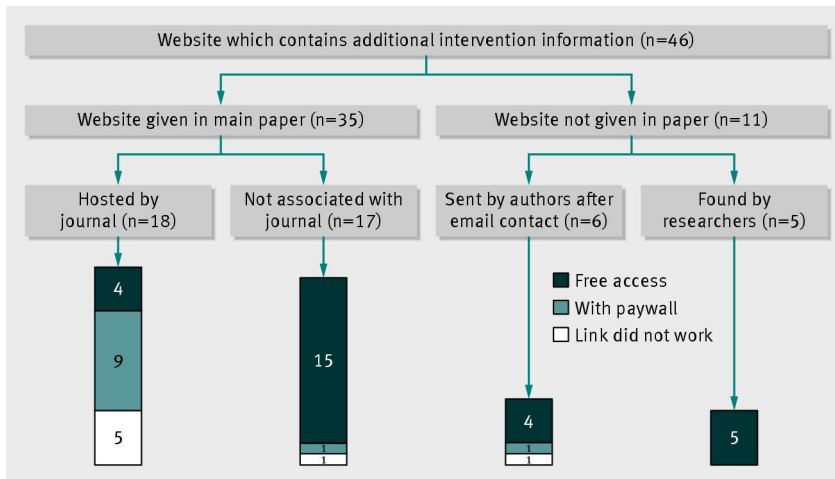 Website which contains additional intervention information (n=46)
Website given in main paper (n=35)
Website not given in paper (n=11)
Hosted by
journal (n=18)
Not associated with
journal (n=17)
Sent by authors after
email contact (n=6)
Found by
researchers (n=5)
Free access
With paywall
Link did not work
4
9
5
15
1
1
4
1
1
5